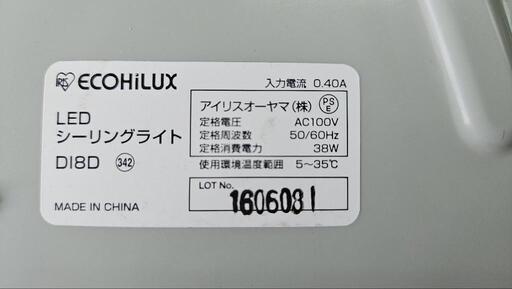 IRIS ECOHiLUX
入力電流 0.40A
LED
シーリングライト
DI8D 342
アイリスオーヤマ(株) PSE
定格電圧 AC100V
定格周波数 50/60Hz
定格消費電力 38W
使用環境温度範囲 5〜35℃
LOT No. 1606081
MADE IN CHINA